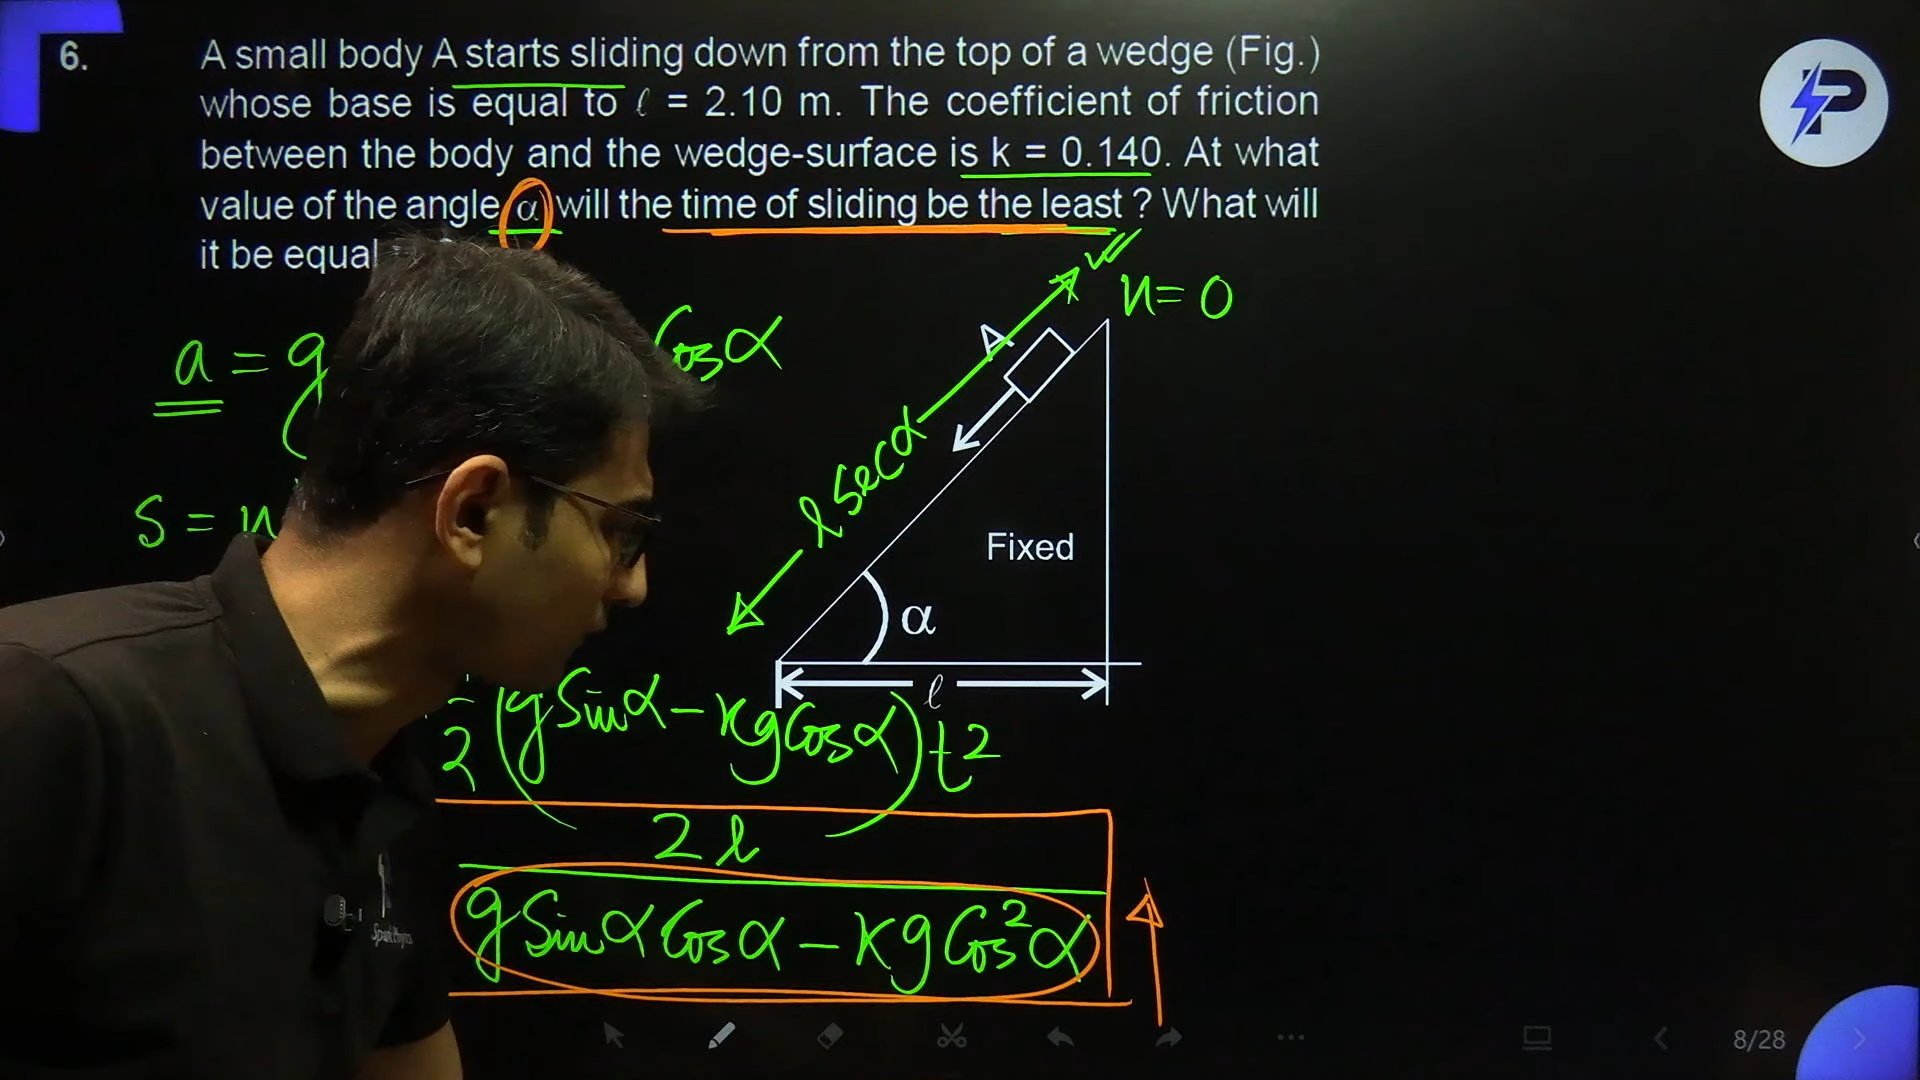 6.
A small body A starts sliding down from the top of a wedge (Fig.)
whose base is equal to ℓ = 2.10 m. The coefficient of friction
between the body and the wedge-surface is k = 0.140. At what
value of the angle α will the time of sliding be the least ? What will
it be equal
u = 0
a = g
Cosα
A
l secα
S = u
Fixed
α
ℓ
2 (g Sinα - kg Cosα) t²
2l
g Sinα Cosα - kg Cos²α
8/28